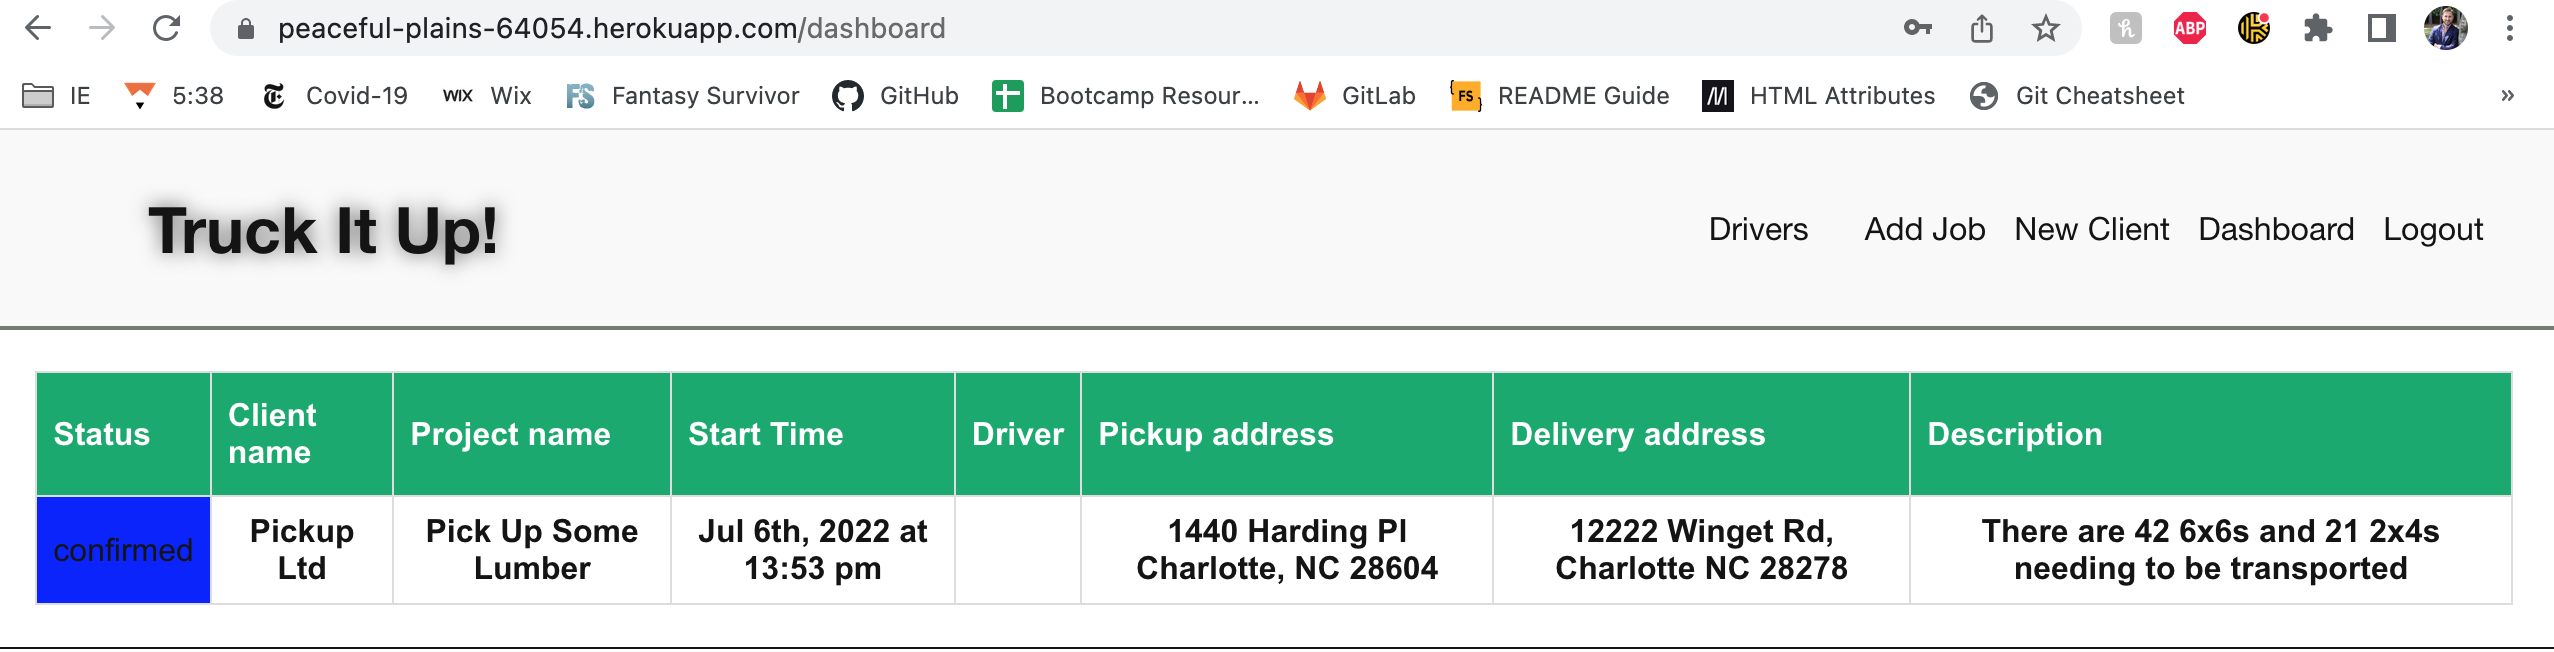 peaceful-plains-64054.herokuapp.com/dashboard
ABP
IE 5:38 Covid-19 WIX Wix FS Fantasy Survivor GitHub Bootcamp Resour... GitLab {FS} README Guide M HTML Attributes Git Cheatsheet »
Truck It Up!
Drivers Add Job New Client Dashboard Logout
Status Client name Project name Start Time Driver Pickup address Delivery address Description
confirmed
Pickup
Ltd
Pick Up Some
Lumber
Jul 6th, 2022 at
13:53 pm
1440 Harding Pl
Charlotte, NC 28604
12222 Winget Rd,
Charlotte NC 28278
There are 42 6x6s and 21 2x4s
needing to be transported